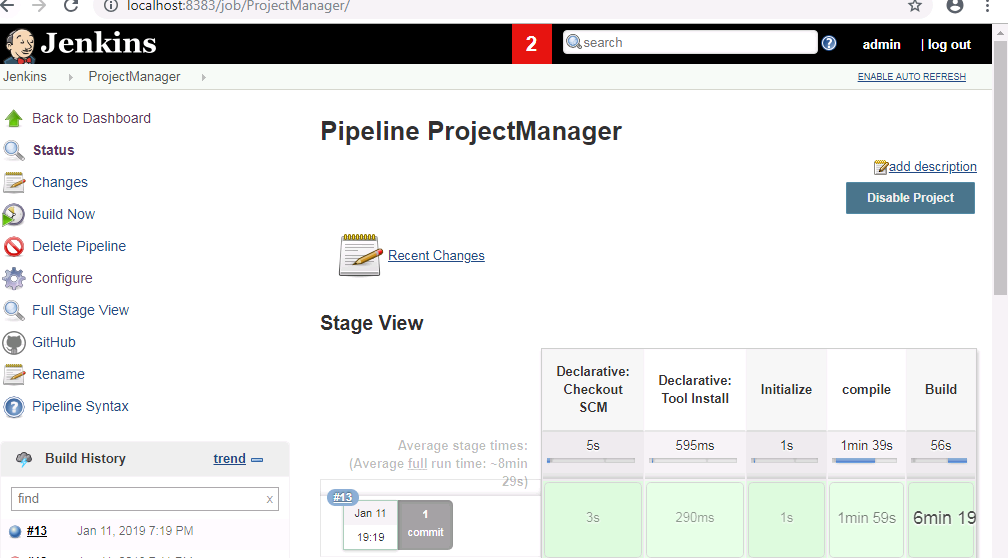 localhost:8383/job/ProjectManager/
Jenkins
2
search
admin
| log out
Jenkins
ProjectManager
ENABLE AUTO REFRESH
Back to Dashboard
Status
Changes
Build Now
Delete Pipeline
Configure
Full Stage View
GitHub
Rename
Pipeline Syntax
Build History
trend
find
x
#13
Jan 11, 2019 7:19 PM
Pipeline ProjectManager
add description
Disable Project
Recent Changes
Stage View
Declarative:
Checkout
SCM
Declarative:
Tool Install
Initialize
compile
Build
Average stage times:
(Average full run time: ~8min
29s)
5s
595ms
1s
1min 39s
56s
#13
Jan 11
19:19
1
commit
3s
290ms
1s
1min 59s
6min 19